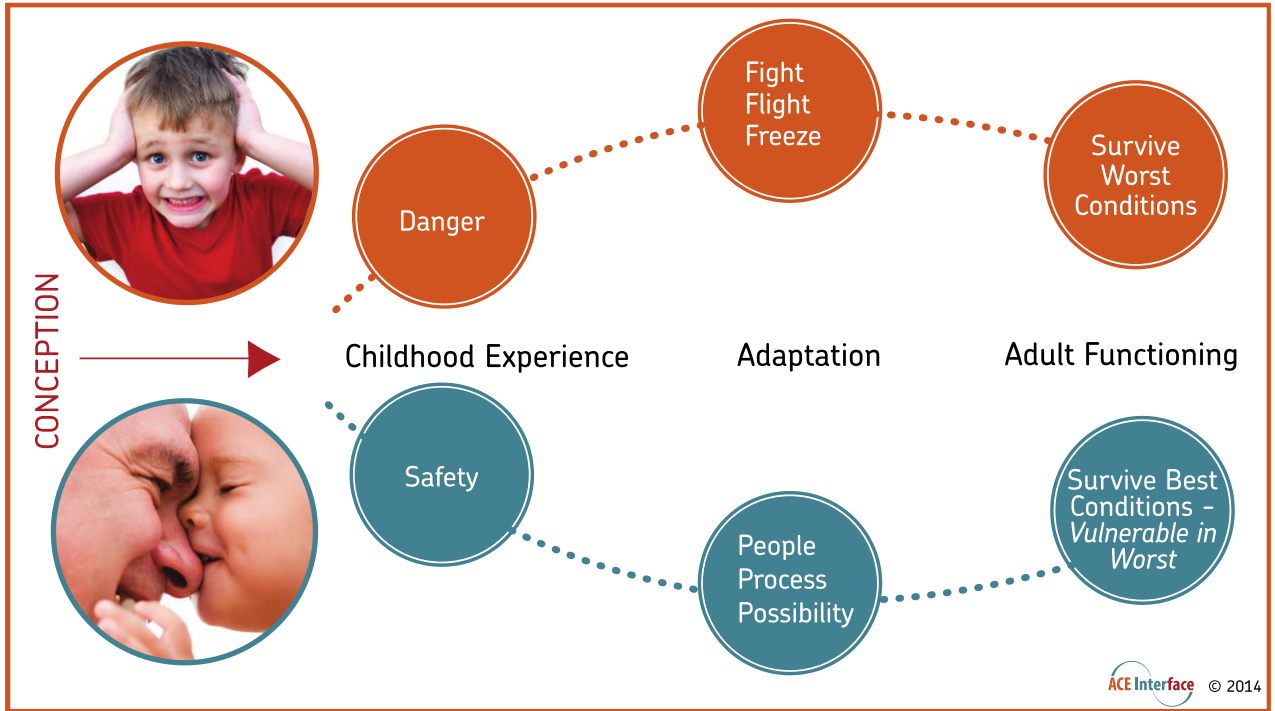 CONCEPTION
Danger
Fight
Flight
Freeze
Survive
Worst
Conditions
Childhood Experience
Adaptation
Adult Functioning
Safety
People
Process
Possibility
Survive Best
Conditions -
Vulnerable in
Worst
ACE Interface © 2014